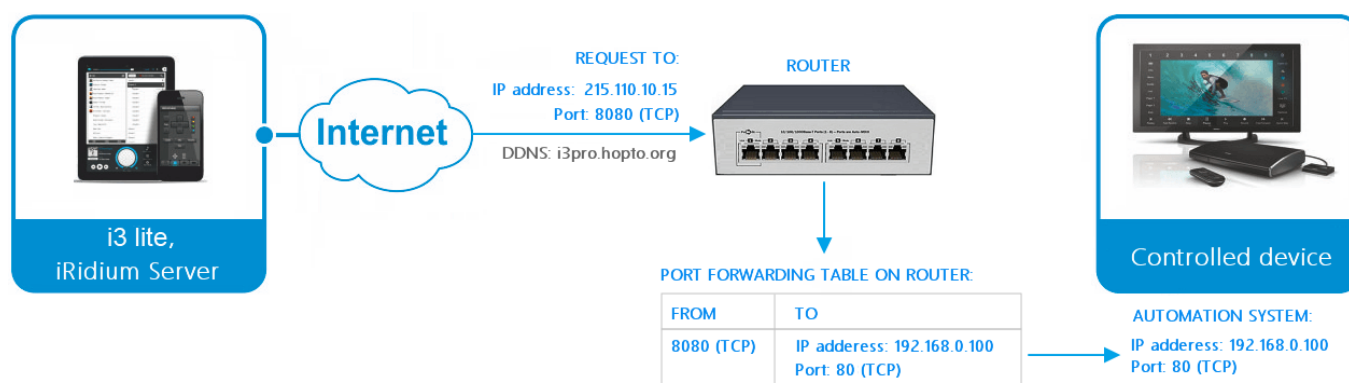 i3 lite,
iRidium Server
Internet
REQUEST TO:
IP address: 215.110.10.15
Port: 8080 (TCP)
DDNS: i3pro.hopto.org
ROUTER
PORT FORWARDING TABLE ON ROUTER:
FROM TO
8080 (TCP) IP adderess: 192.168.0.100
Port: 80 (TCP)
Controlled device
AUTOMATION SYSTEM:
IP adderess: 192.168.0.100
Port: 80 (TCP)